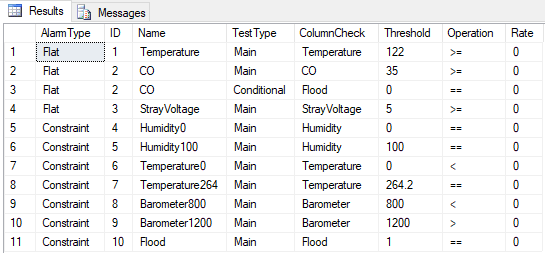 Results Messages
AlamType ID Name TestType ColumnCheck Threshold Operation Rate
1 Flat 1 Temperature Main Temperature 122 >= 0
2 Flat 2 CO Main CO 35 >= 0
3 Flat 2 CO Conditional Flood 0 == 0
4 Flat 3 StrayVoltage Main StrayVoltage 5 >= 0
5 Constraint 4 Humidity0 Main Humidity 0 == 0
6 Constraint 5 Humidity100 Main Humidity 100 == 0
7 Constraint 6 Temperature0 Main Temperature 0 < 0
8 Constraint 7 Temperature264 Main Temperature 264.2 == 0
9 Constraint 8 Barometer800 Main Barometer 800 < 0
10 Constraint 9 Barometer1200 Main Barometer 1200 > 0
11 Constraint 10 Flood Main Flood 1 == 0